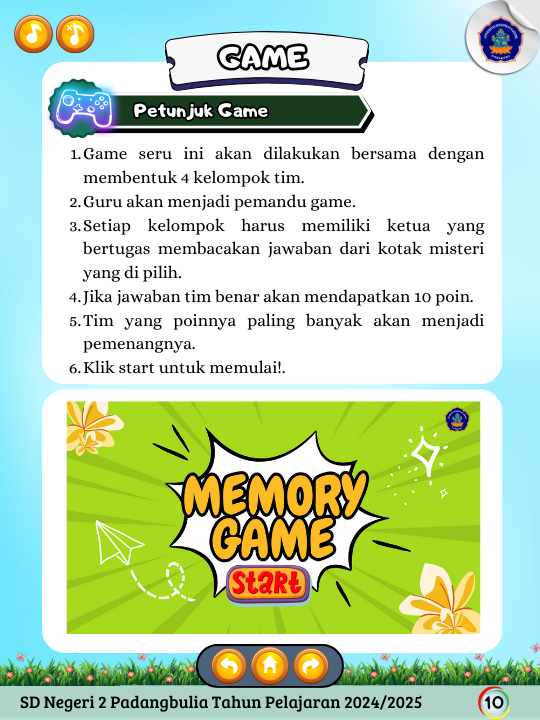 GAME
Petunjuk Game
1. Game seru ini akan dilakukan bersama dengan
membentuk 4 kelompok tim.
2. Guru akan menjadi pemandu game.
3. Setiap kelompok harus memiliki ketua yang
bertugas membacakan jawaban dari kotak misteri
yang di pilih.
4. Jika jawaban tim benar akan mendapatkan 10 poin.
5. Tim yang poinnya paling banyak akan menjadi
pemenangnya.
6. Klik start untuk memulai!.
MEMORY
GAME
Start
SD Negeri 2 Padangbulia Tahun Pelajaran 2024/2025
10